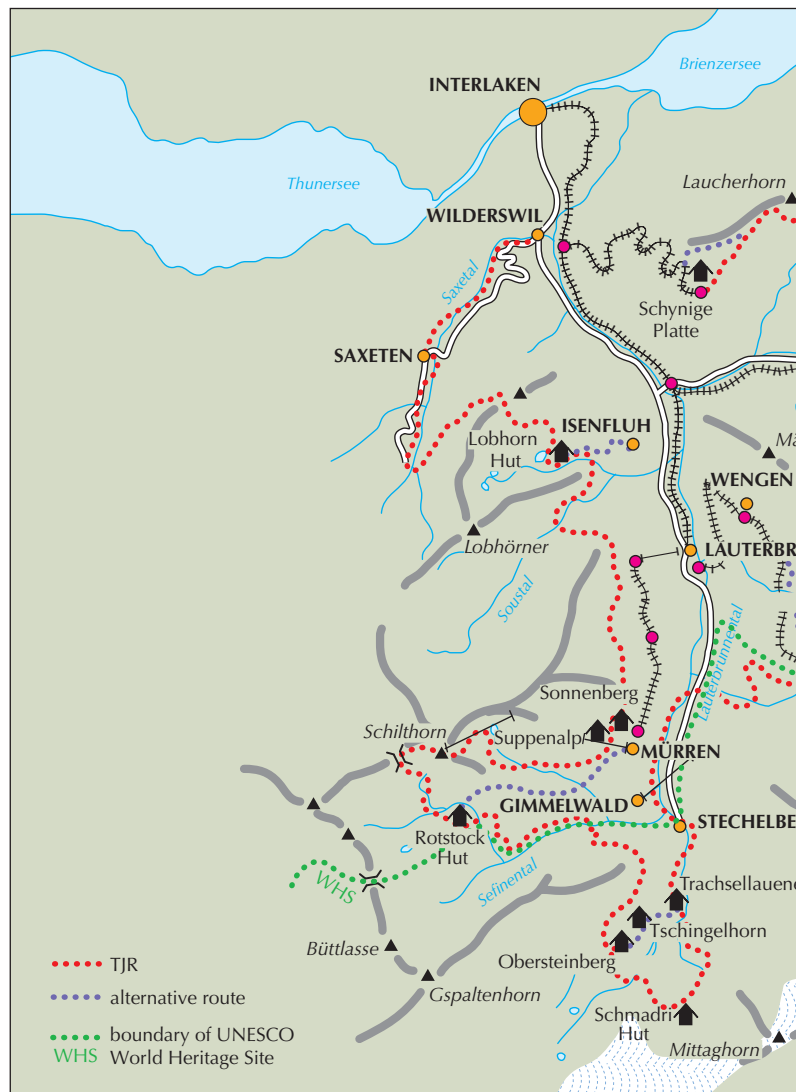 Brienzersee
INTERLAKEN
Thunersee
Laucherhorn
WILDERSWIL
Saxetal
Schynige
Platte
SAXETEN
ISENFLUH
Lobhorn
Hut
Mä
WENGEN
Lobhörner
LAUTERBR
Soustal
Lauterbrunnental
Sonnenberg
Schilthorn
Suppenalp
MÜRREN
GIMMELWALD
STECHELBE
Rotstock
Hut
Sefinental
WHS
Trachsellauene
Tschingelhorn
Büttlasse
Obersteinberg
TJR
alternative route
Gspaltenhorn
Schmadri
Hut
boundary of UNESCO
WHS World Heritage Site
Mittaghorn